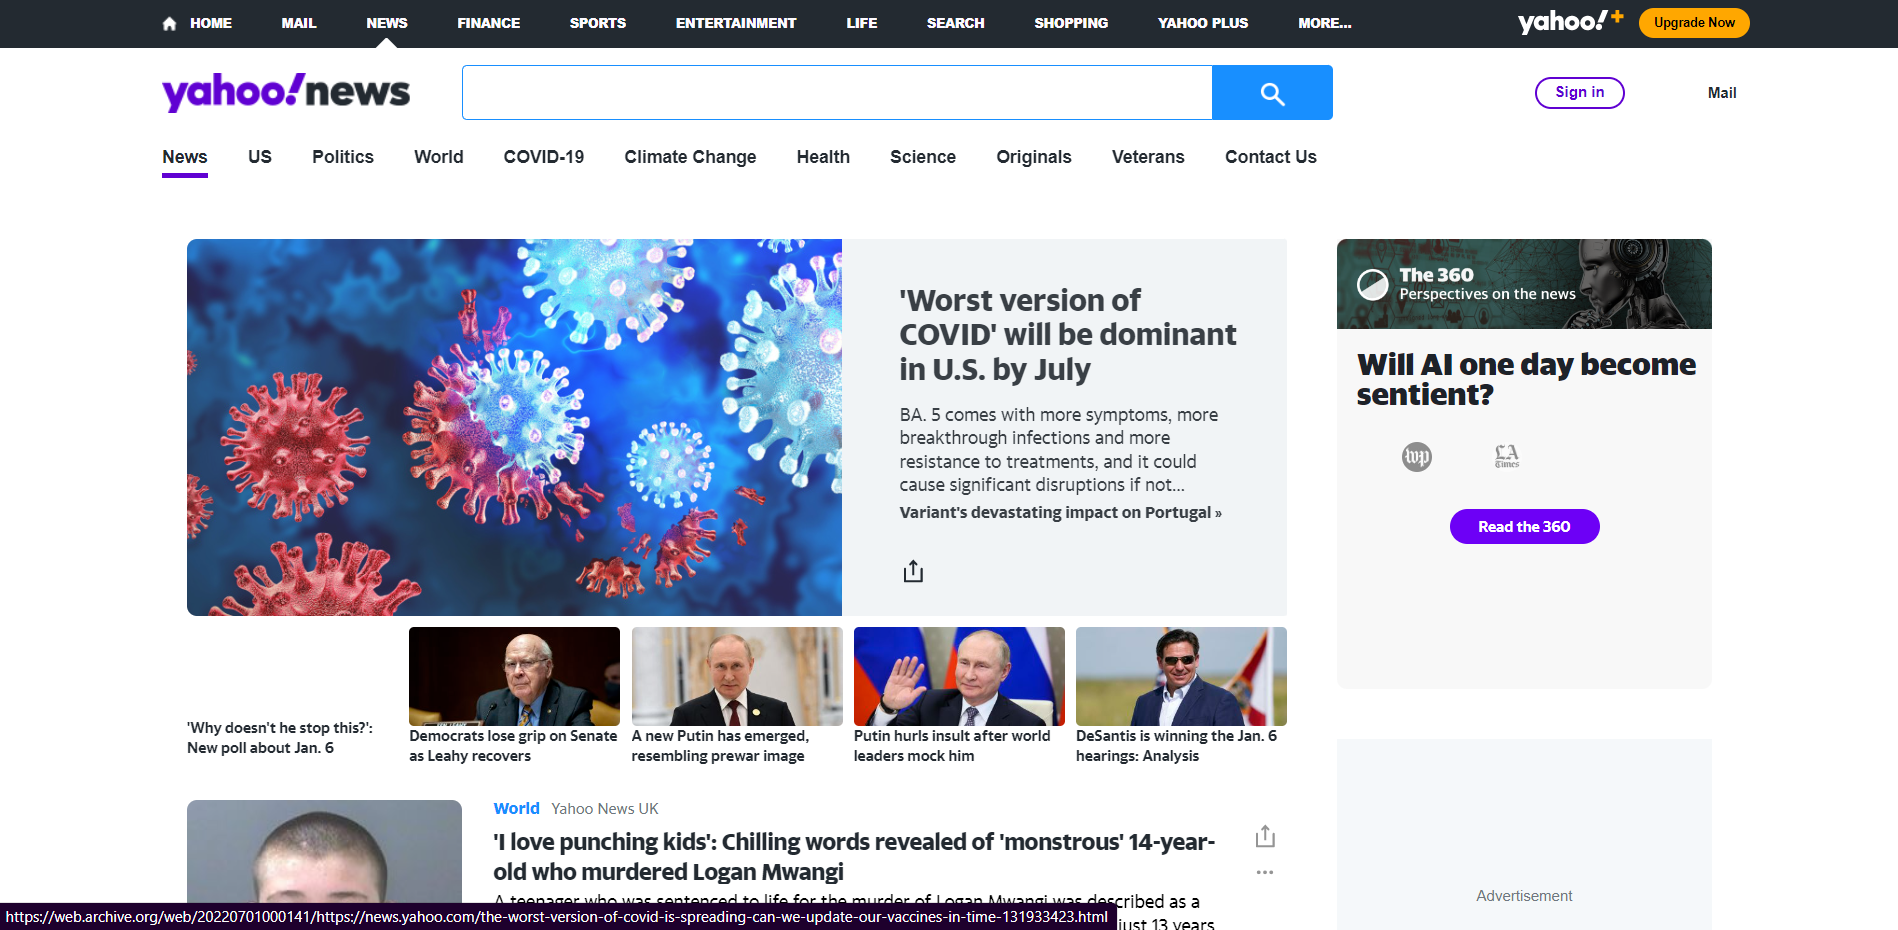 HOME MAIL NEWS FINANCE SPORTS ENTERTAINMENT LIFE SEARCH SHOPPING YAHOO PLUS MORE... yahoo!+ Upgrade Now
yahoo!news
Sign in
Mail
News US Politics World COVID-19 Climate Change Health Science Originals Veterans Contact Us
'Worst version of
COVID' will be dominant
in U.S. by July
BA. 5 comes with more symptoms, more
breakthrough infections and more
resistance to treatments, and it could
cause significant disruptions if not...
Variant's devastating impact on Portugal »
The 360
Perspectives on the news
Will AI one day become
sentient?
wp
LA
Times
Read the 360
'Why doesn't he stop this?':
New poll about Jan. 6
Democrats lose grip on Senate
as Leahy recovers
A new Putin has emerged,
resembling prewar image
Putin hurls insult after world
leaders mock him
DeSantis is winning the Jan. 6
hearings: Analysis
World Yahoo News UK
'I love punching kids': Chilling words revealed of 'monstrous' 14-year-
old who murdered Logan Mwangi
A teenager who was sentenced to life for the murder of Logan Mwangi was described as a
just 13 years
Advertisement
https://web.archive.org/web/20220701000141/https://news.yahoo.com/the-worst-version-of-covid-is-spreading-can-we-update-our-vaccines-in-time-131933423.html